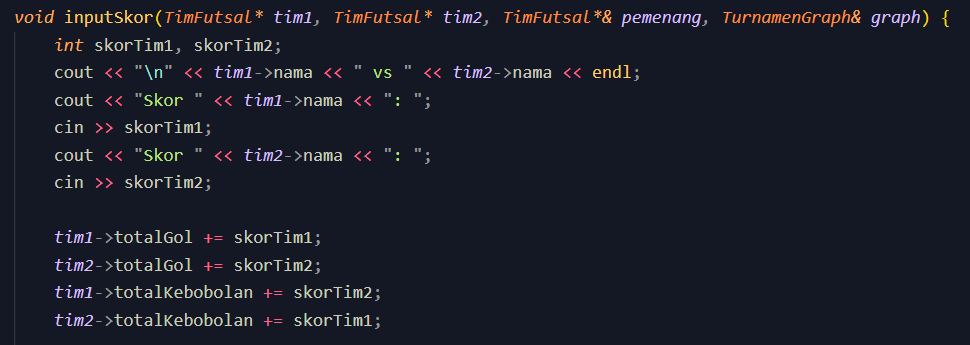 void inputSkor(TimFutsal* tim1, TimFutsal* tim2, TimFutsal*& pemenang, TurnamenGraph& graph) {
    int skorTim1, skorTim2;
    cout << "\n" << tim1->nama << " vs " << tim2->nama << endl;
    cout << "Skor " << tim1->nama << ": ";
    cin >> skorTim1;
    cout << "Skor " << tim2->nama << ": ";
    cin >> skorTim2;

    tim1->totalGol += skorTim1;
    tim2->totalGol += skorTim2;
    tim1->totalKebobolan += skorTim2;
    tim2->totalKebobolan += skorTim1;